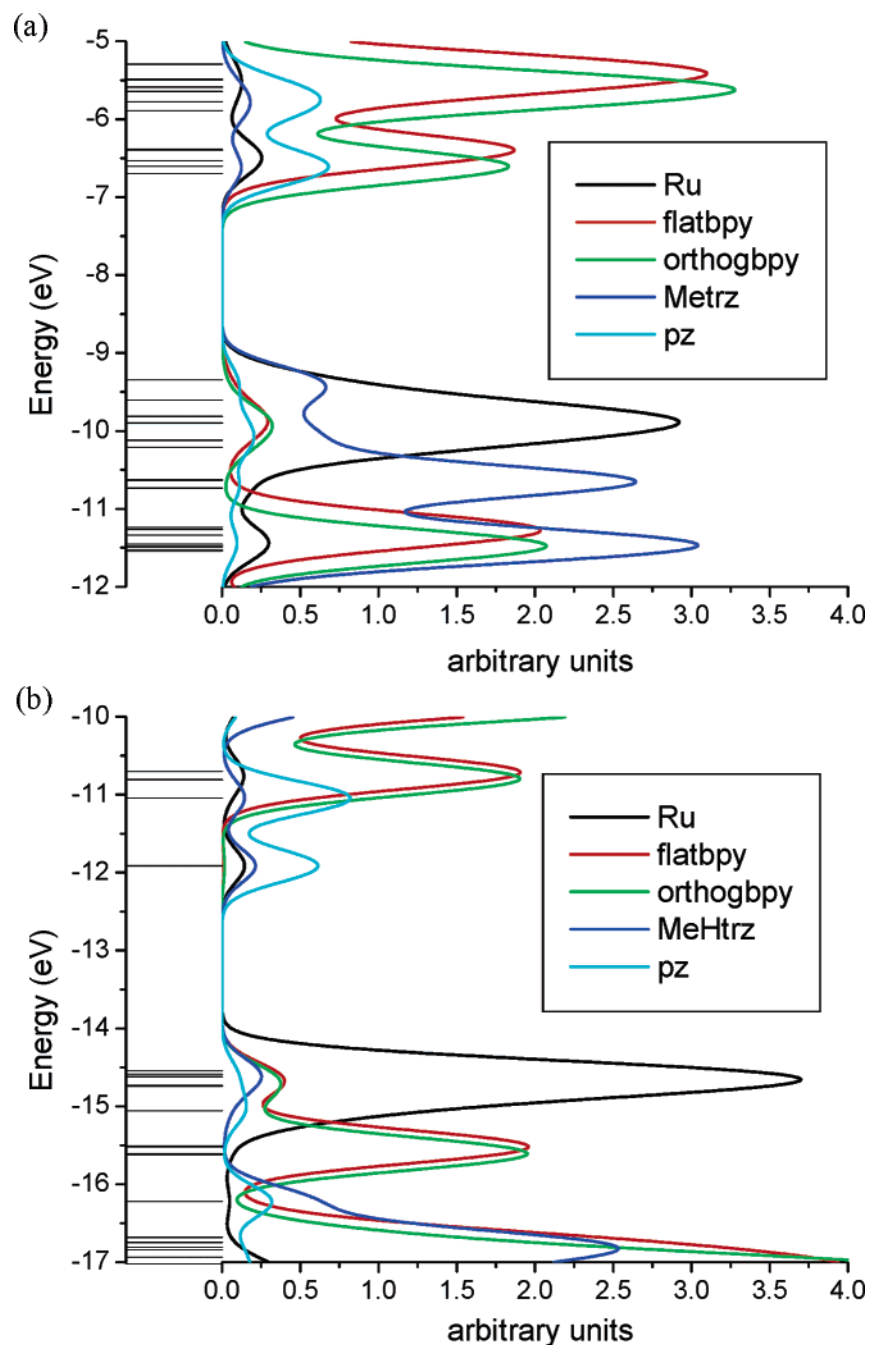 (a)
-5
-6
-7
-8
-9
-10
-11
-12
Energy (eV)
Ru
flatbpy
orthogbpy
Metrz
pz
0.0 0.5 1.0 1.5 2.0 2.5 3.0 3.5 4.0
arbitrary units
(b)
-10
-11
-12
-13
-14
-15
-16
-17
Energy (eV)
Ru
flatbpy
orthogbpy
MeHtrz
pz
0.0 0.5 1.0 1.5 2.0 2.5 3.0 3.5 4.0
arbitrary units